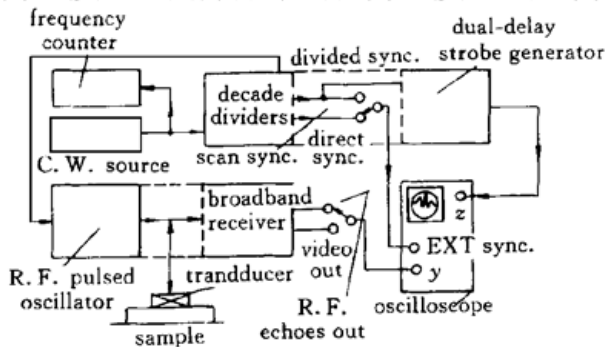 frequency
counter
dual-delay
strobe generator
divided sync.
decade
dividers
direct
sync.
scan sync.
C. W. source
broadband
receiver
z
EXT sync.
y
video
out
R. F. pulsed
oscillator
trandducer
R. F.
echoes out
oscilloscope
sample